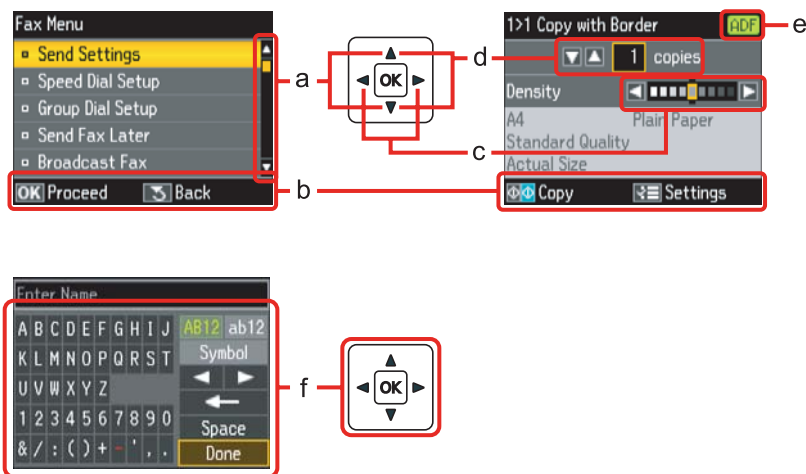 Fax Menu
Send Settings
Speed Dial Setup
Group Dial Setup
Send Fax Later
Broadcast Fax
OK Proceed Back
a
b
OK
d
c
1>1 Copy with Border ADF
1 copies
Density
A4 Plain Paper
Standard Quality
Actual Size
Copy Settings
e
Enter Name
A B C D E F G H I J AB12 ab12
K L M N O P Q R S T Symbol
U V W X Y Z
1 2 3 4 5 6 7 8 9 0 Space
& / : ( ) + - ' , . Done
f
OK